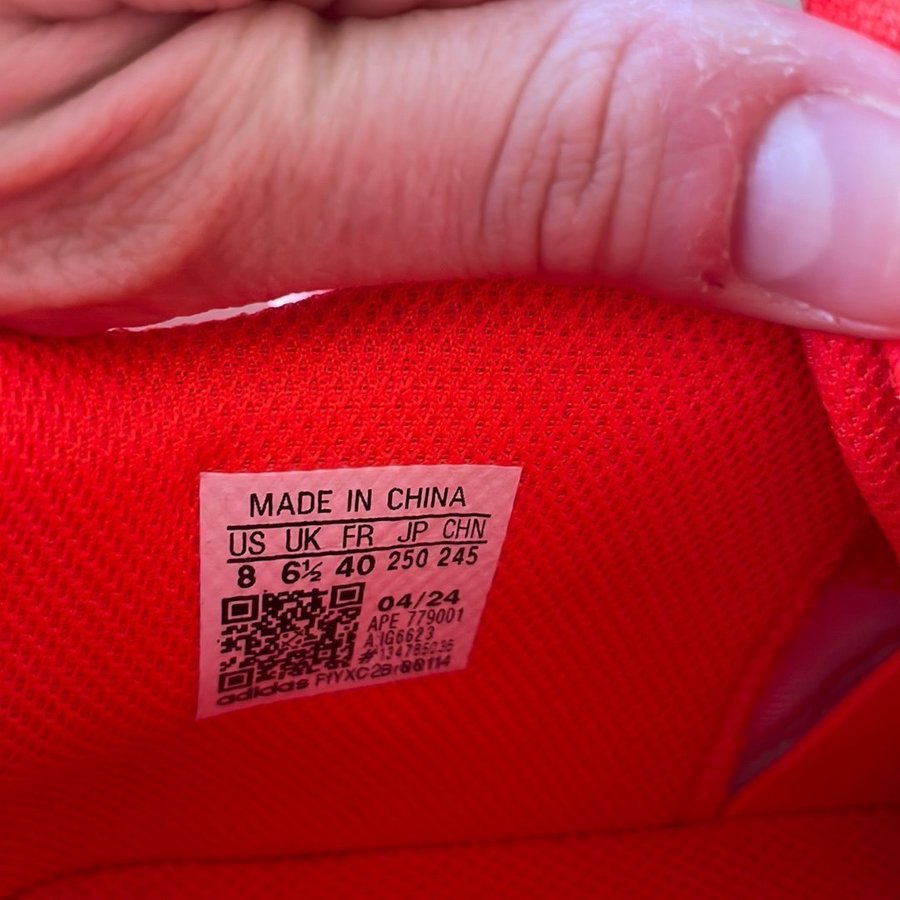 MADE IN CHINA
US UK FR JP CHN
8 6½ 40 250 245
04/24
APE 779001
IG6623
adidas